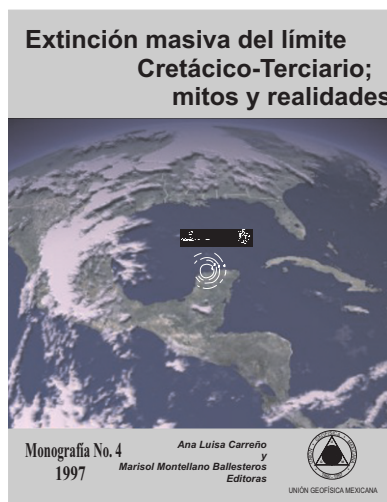 Extinción masiva del límite
Cretácico-Terciario;
mitos y realidades
Monografía No. 4
1997
Ana Luisa Carreño
y
Marisol Montellano Ballesteros
Editoras
UNIÓN GEOFÍSICA MEXICANA